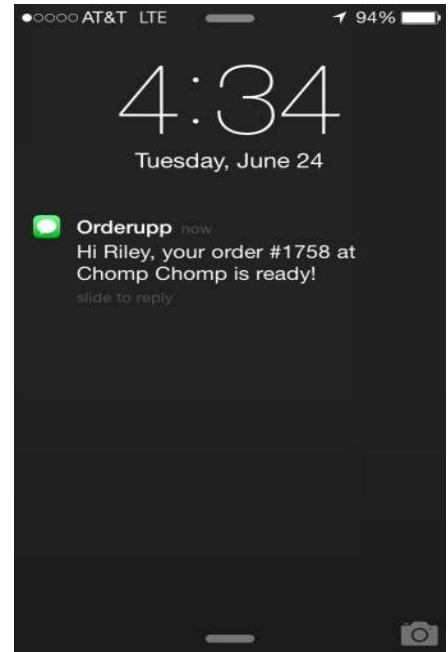 AT&T LTE 94%
4:34
Tuesday, June 24
Orderupp now
Hi Riley, your order #1758 at
Chomp Chomp is ready!
slide to reply